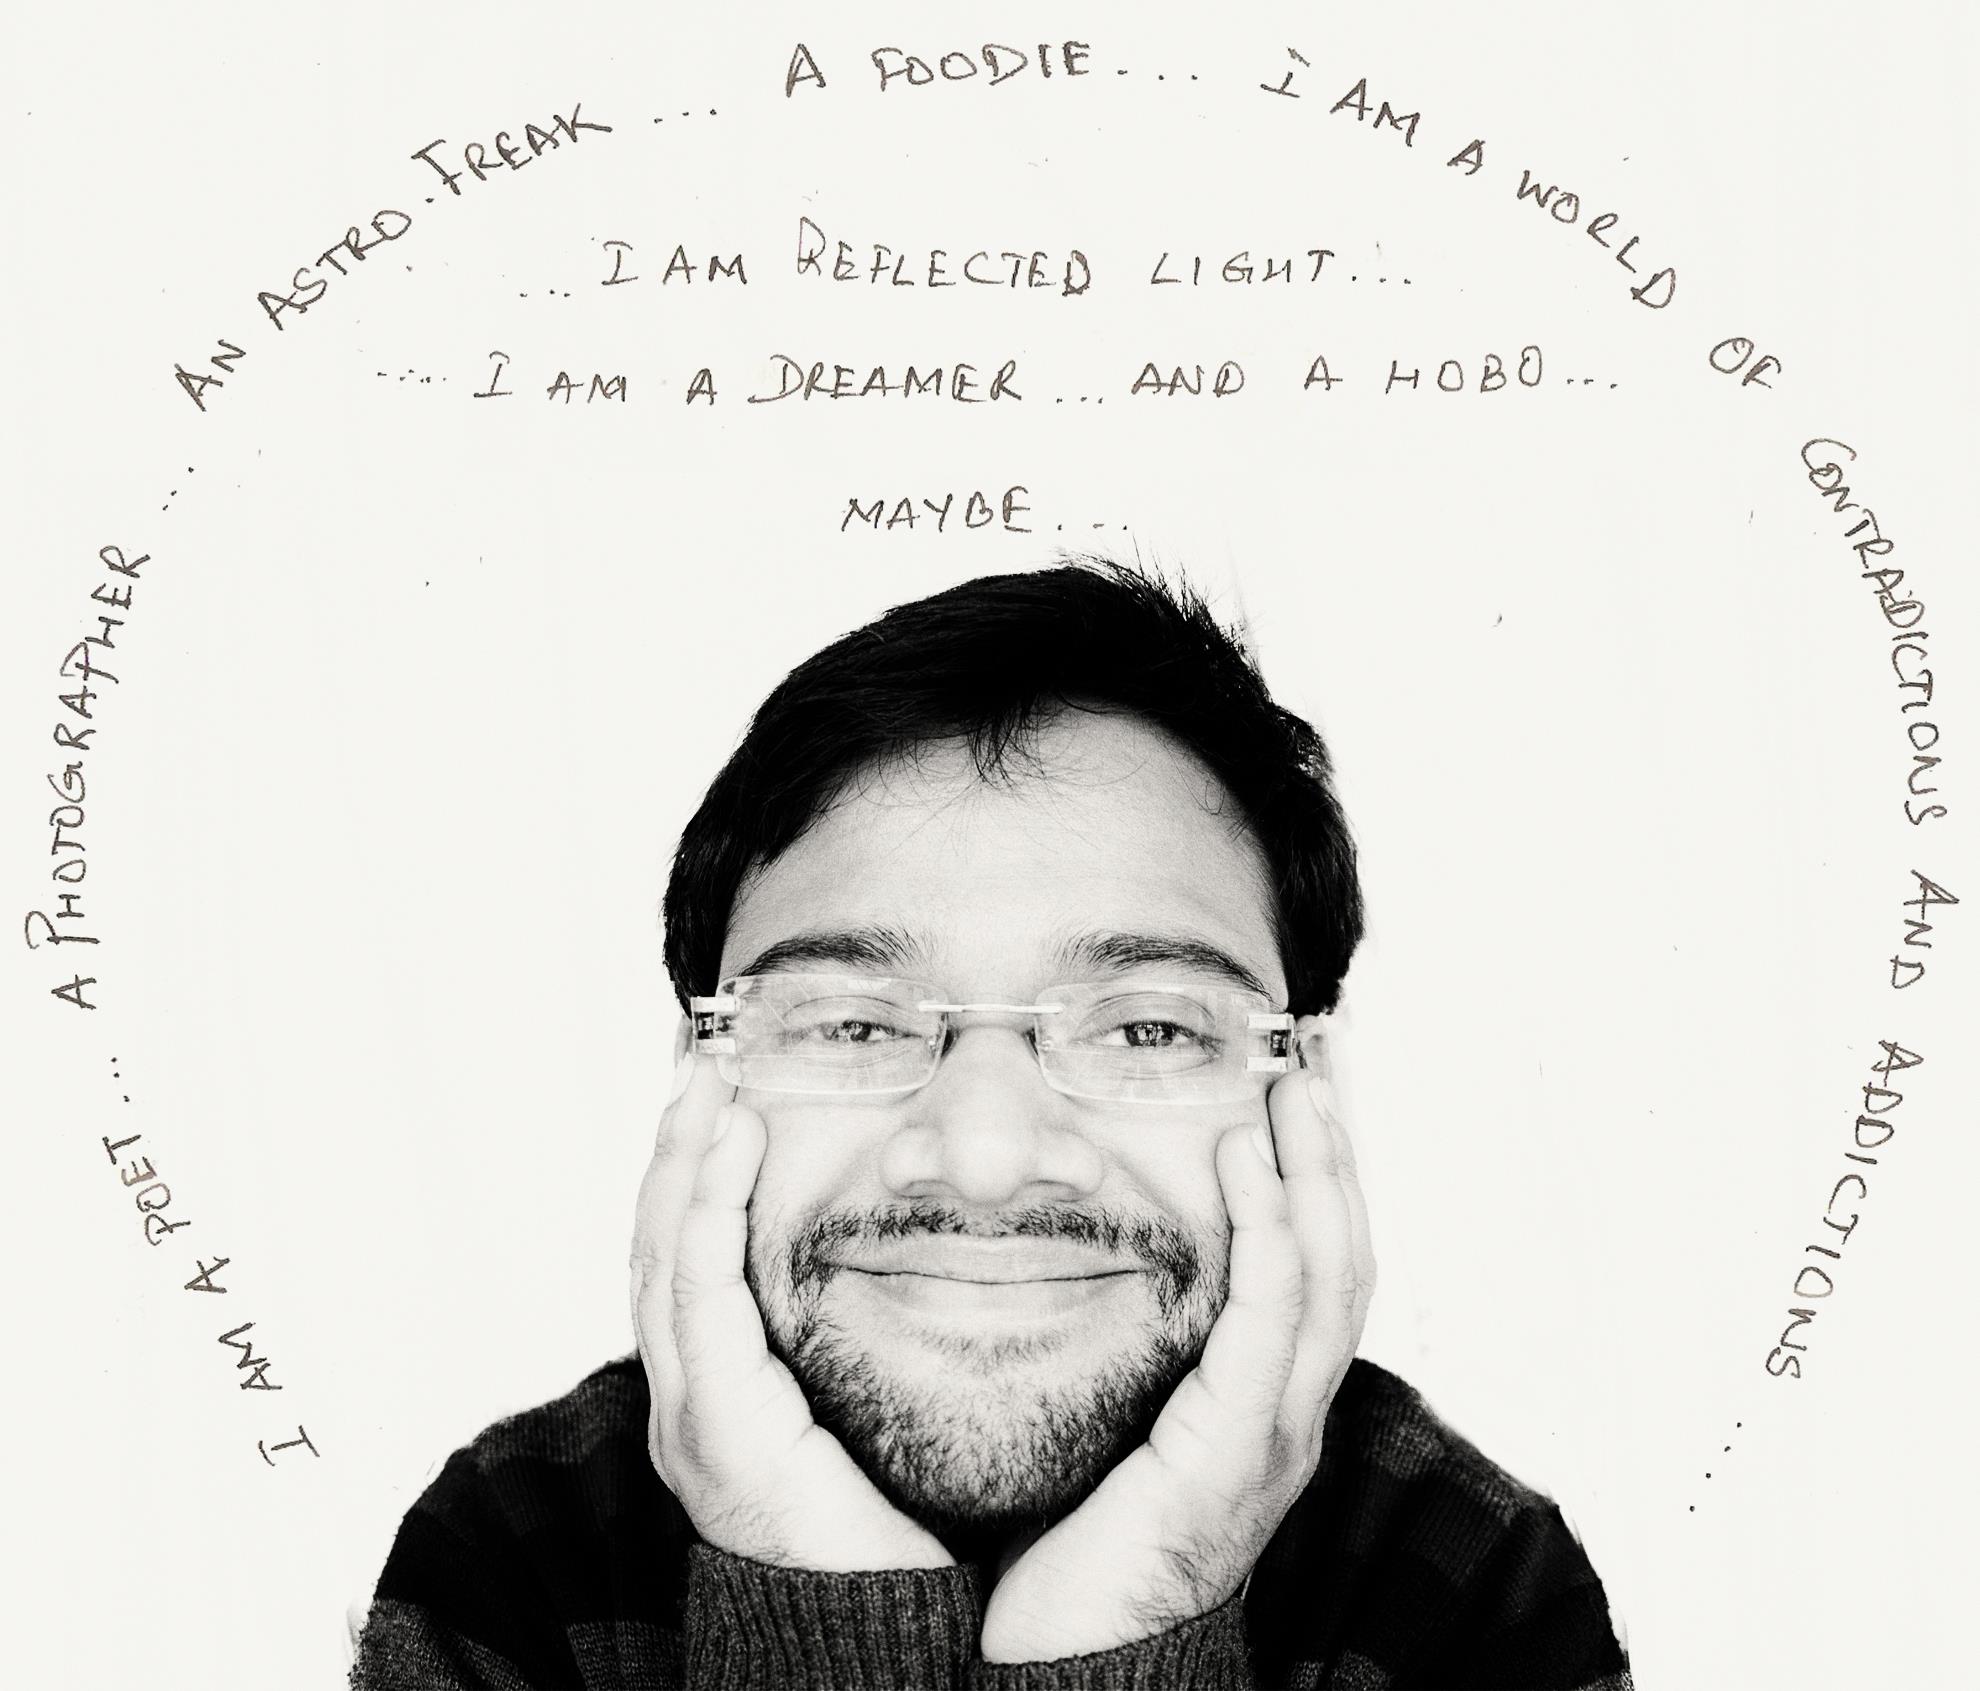 I AM A POET... A PHOTOGRAPHER ... AN ASTRO-FREAK ... A FOODIE... I AM A WORLD OF CONTRADICTIONS AND ADDICTIONS ....
...I AM REFLECTED LIGHT...
.....I AM A DREAMER ...AND A HOBO...
MAYBE...